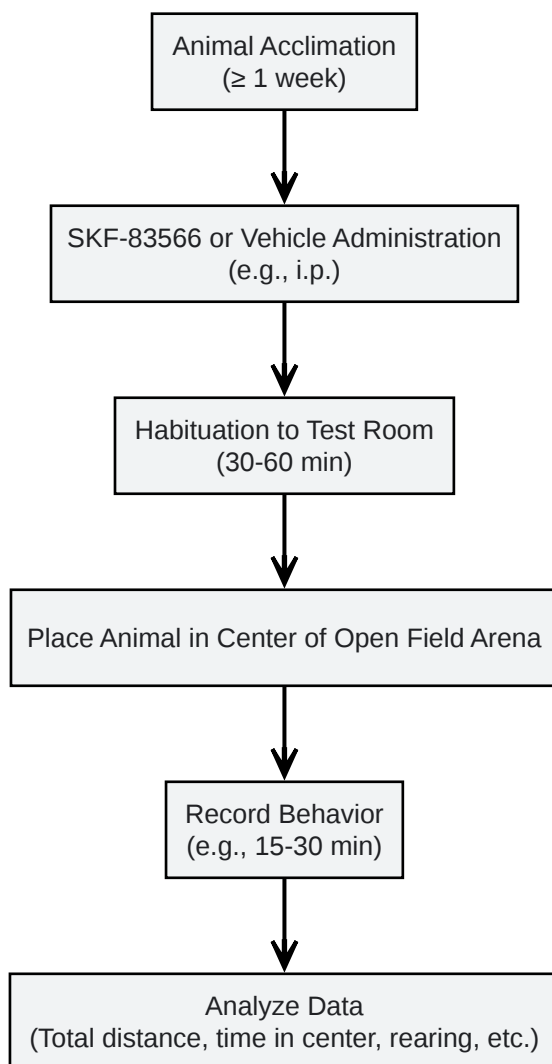 Animal Acclimation
(≥ 1 week)
SKF-83566 or Vehicle Administration
(e.g., i.p.)
Habituation to Test Room
(30-60 min)
Place Animal in Center of Open Field Arena
Record Behavior
(e.g., 15-30 min)
Analyze Data
(Total distance, time in center, rearing, etc.)